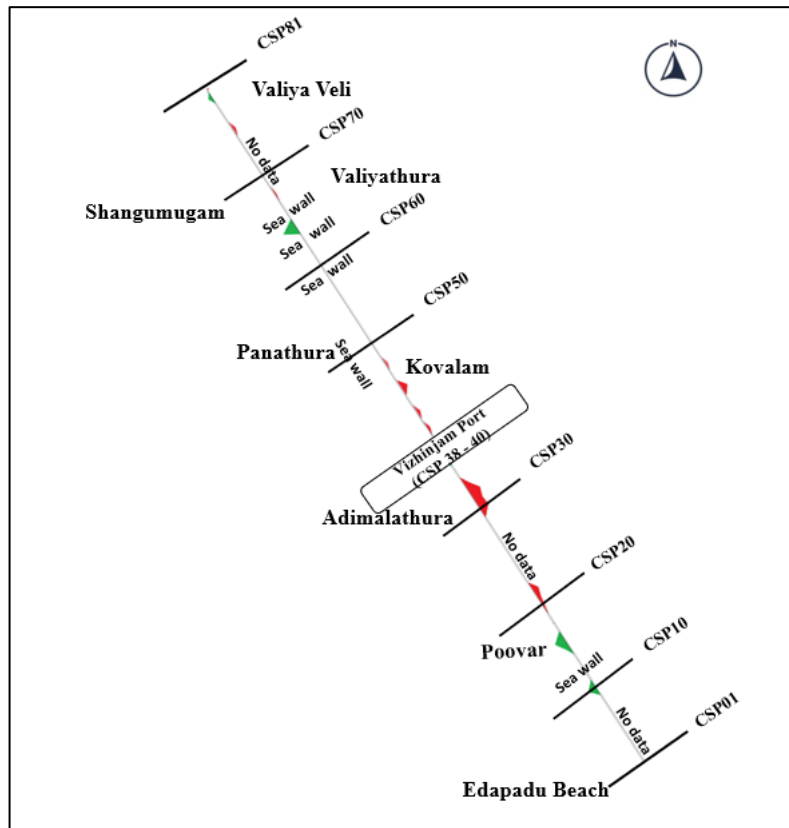 CSP81
N
Valiya Veli
CSP70
No data
Valiyathura
Shangumugam
Sea wall
CSP60
Sea wall
Sea wall
CSP50
Panathura
Sea wall
Kovalam
Vizhinjam Port
(CSP 38 - 40)
CSP30
Adimalathura
No data
CSP20
Poovar
CSP10
Sea wall
No data
CSP01
Edapadu Beach